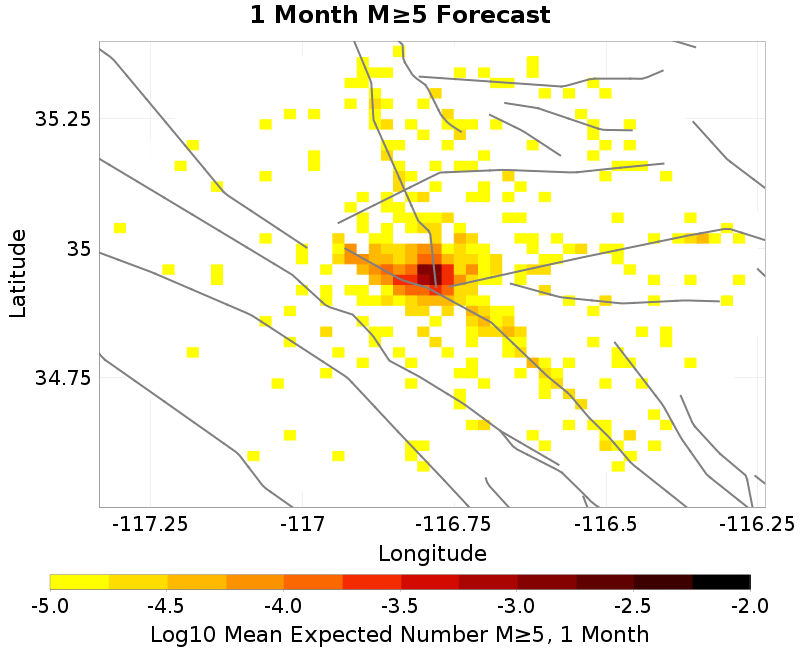 1 Month M≥5 Forecast
35.25
35
34.75
Latitude
-117.25 -117 -116.75 -116.5 -116.25
Longitude
-5.0 -4.5 -4.0 -3.5 -3.0 -2.5 -2.0
Log10 Mean Expected Number M≥5, 1 Month